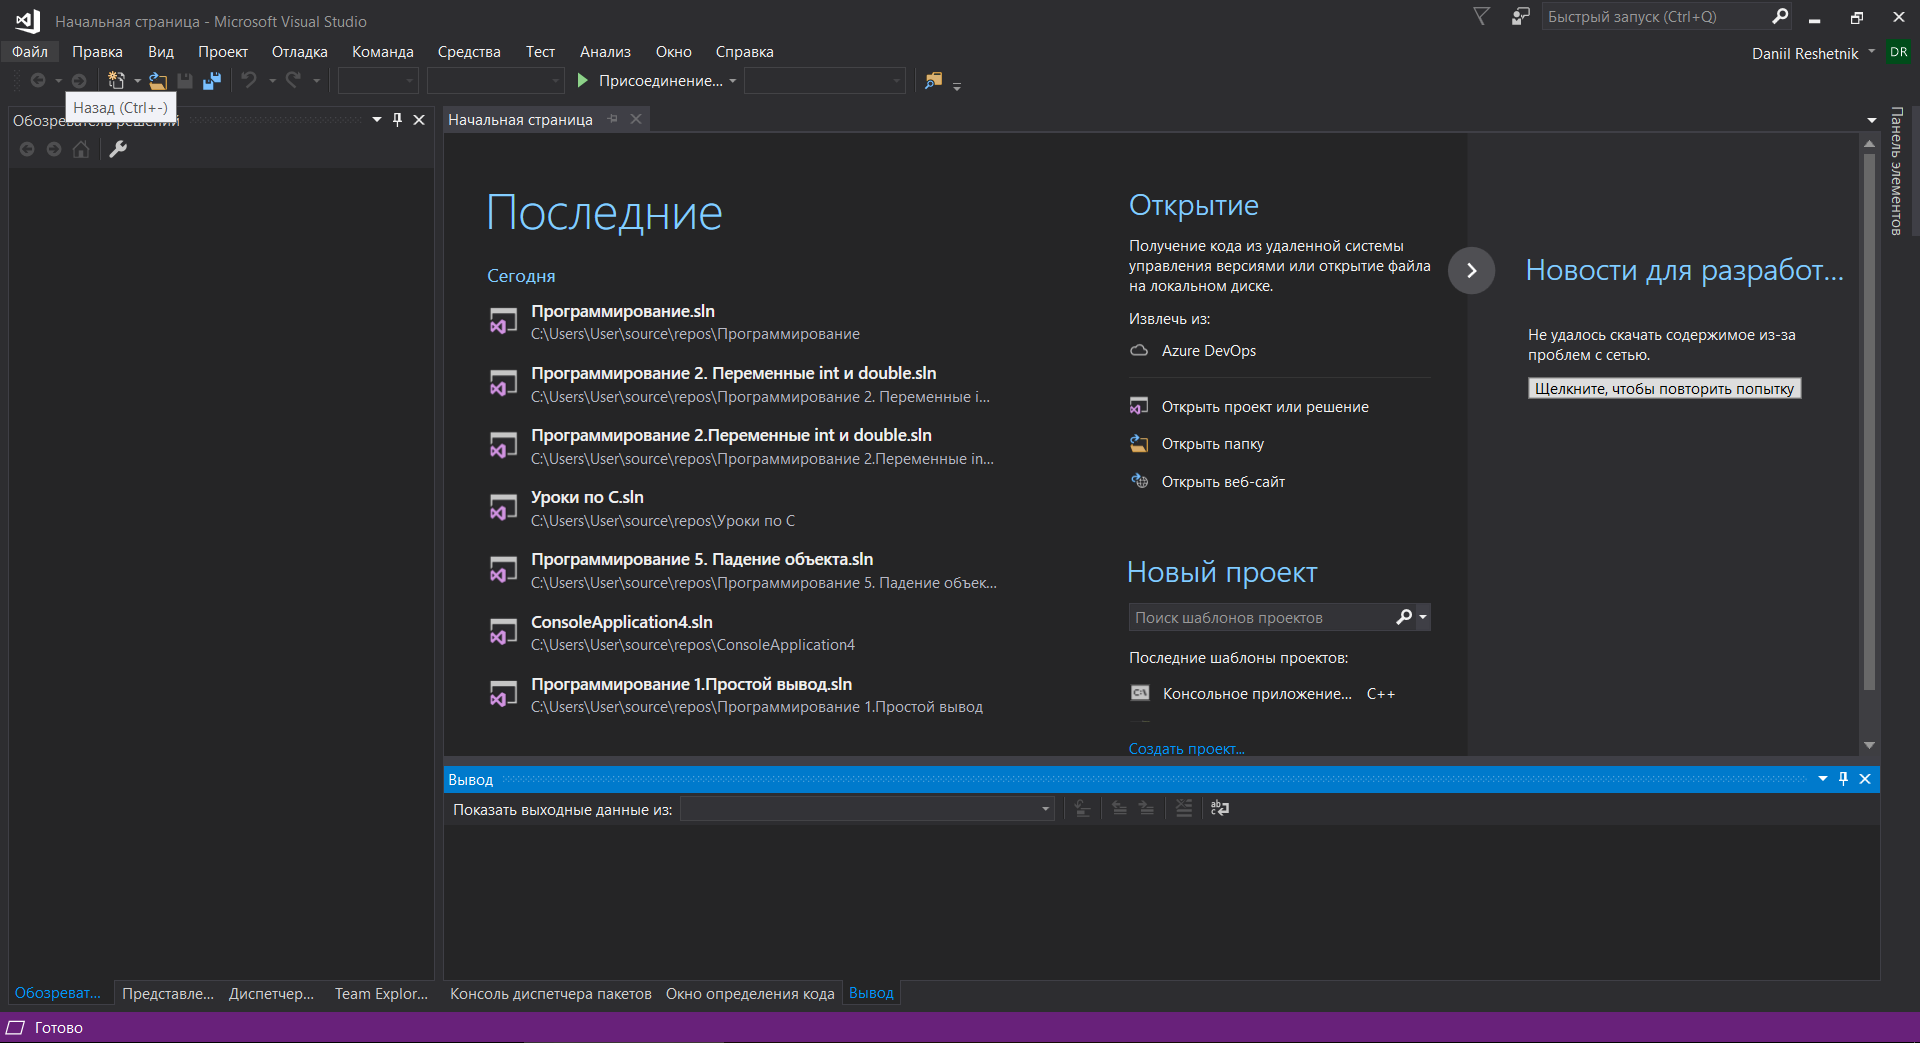 Начальная страница - Microsoft Visual Studio
Быстрый запуск (Ctrl+Q)
Файл Правка Вид Проект Отладка Команда Средства Тест Анализ Окно Справка
Daniil Reshetnik DR
Присоединение...
Назад (Ctrl+-)
Обозреватель решений
Начальная страница
Панель элементов
Последние
Сегодня
Программирование.sln
C:\Users\User\source\repos\Программирование
Программирование 2. Переменные int и double.sln
C:\Users\User\source\repos\Программирование 2. Переменные i...
Программирование 2.Переменные int и double.sln
C:\Users\User\source\repos\Программирование 2.Переменные in...
Уроки по С.sln
C:\Users\User\source\repos\Уроки по С
Программирование 5. Падение объекта.sln
C:\Users\User\source\repos\Программирование 5. Падение объек...
ConsoleApplication4.sln
C:\Users\User\source\repos\ConsoleApplication4
Программирование 1.Простой вывод.sln
C:\Users\User\source\repos\Программирование 1.Простой вывод
Открытие
Получение кода из удаленной системы
управления версиями или открытие файла
на локальном диске.
Извлечь из:
Azure DevOps
Открыть проект или решение
Открыть папку
Открыть веб-сайт
Новый проект
Поиск шаблонов проектов
Последние шаблоны проектов:
Консольное приложение... C++
Создать проект...
Новости для разработ...
Не удалось скачать содержимое из-за
проблем с сетью.
Щелкните, чтобы повторить попытку
Вывод
Показать выходные данные из:
Обозреват... Представле... Диспетчер... Team Explor...
Консоль диспетчера пакетов Окно определения кода Вывод
Готово